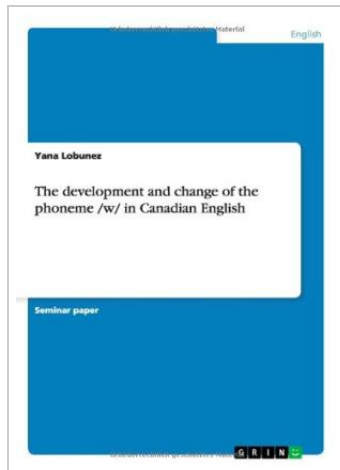 English
Yana Lobunez
The development and change of the
phoneme /w/ in Canadian English
Seminar paper
GRIN